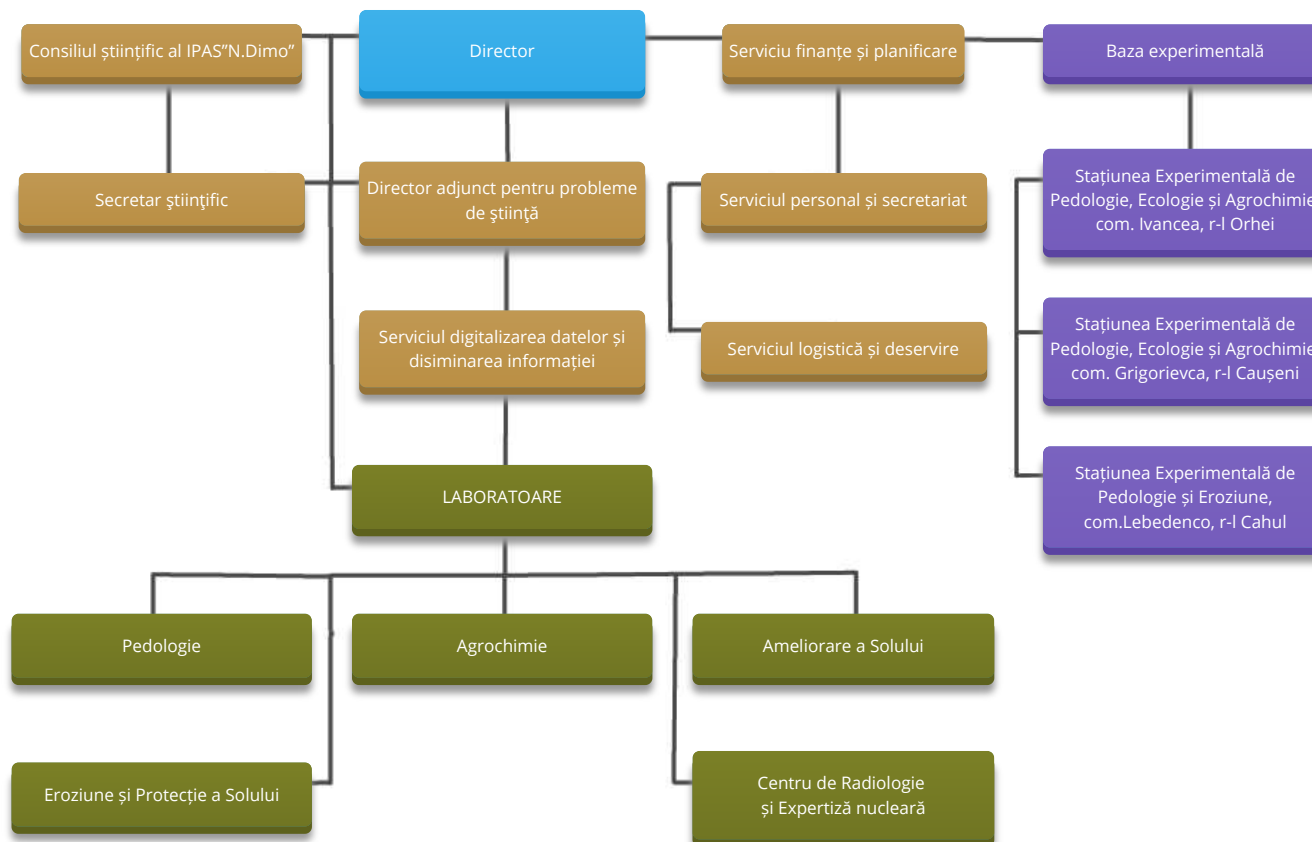 Consiliul științific al IPAS”N.Dimo”
Director
Serviciu finanțe și planificare
Baza experimentală
Secretar ştiinţific
Director adjunct pentru probleme
de ştiinţă
Serviciul personal și secretariat
Stațiunea Experimentală de
Pedologie, Ecologie și Agrochimie
com. Ivancea, r-l Orhei
Serviciul digitalizarea datelor și
disiminarea informației
Serviciul logistică și deservire
Stațiunea Experimentală de
Pedologie, Ecologie și Agrochimie
com. Grigorievca, r-l Caușeni
LABORATOARE
Stațiunea Experimentală de
Pedologie și Eroziune,
com.Lebedenco, r-l Cahul
Pedologie
Agrochimie
Ameliorare a Solului
Eroziune și Protecție a Solului
Centru de Radiologie
și Expertiză nucleară